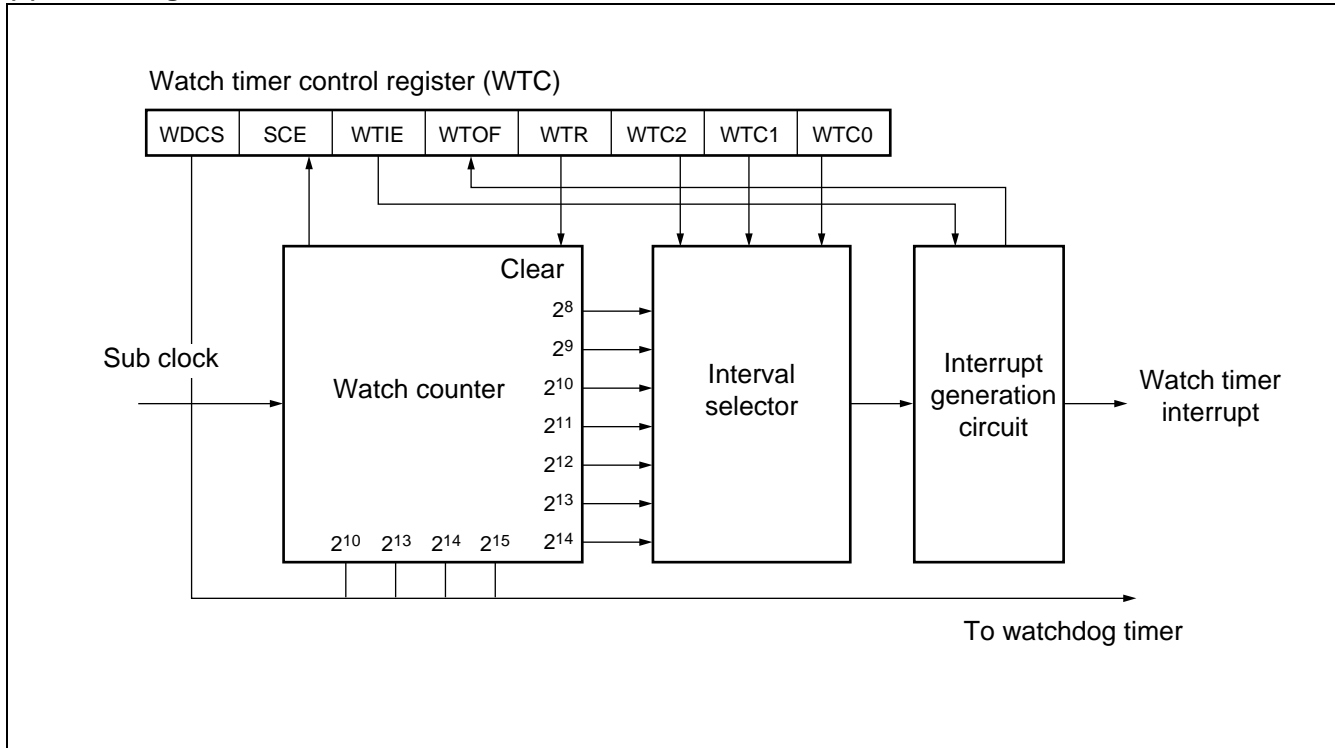 Watch timer control register (WTC)
WDCS SCE WTIE WTOF WTR WTC2 WTC1 WTC0
Clear
2⁸
2⁹
2¹⁰
2¹¹
2¹²
2¹³
2¹⁴
Sub clock
Watch counter
2¹⁰ 2¹³ 2¹⁴ 2¹⁵
Interval
selector
Interrupt
generation
circuit
Watch timer
interrupt
To watchdog timer